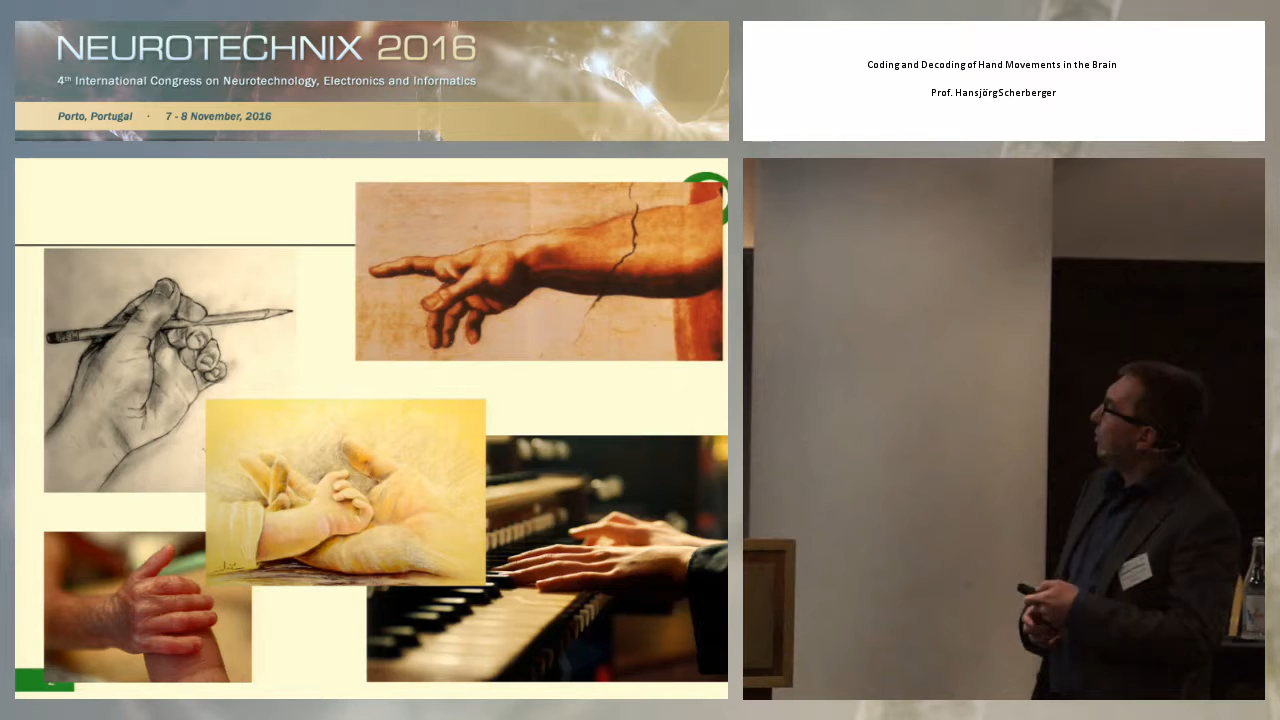 NEUROTECHNIX 2016
4th International Congress on Neurotechnology, Electronics and Informatics
Porto, Portugal · 7 - 8 November, 2016
Coding and Decoding of Hand Movements in the Brain
Prof. Hansjörg Scherberger